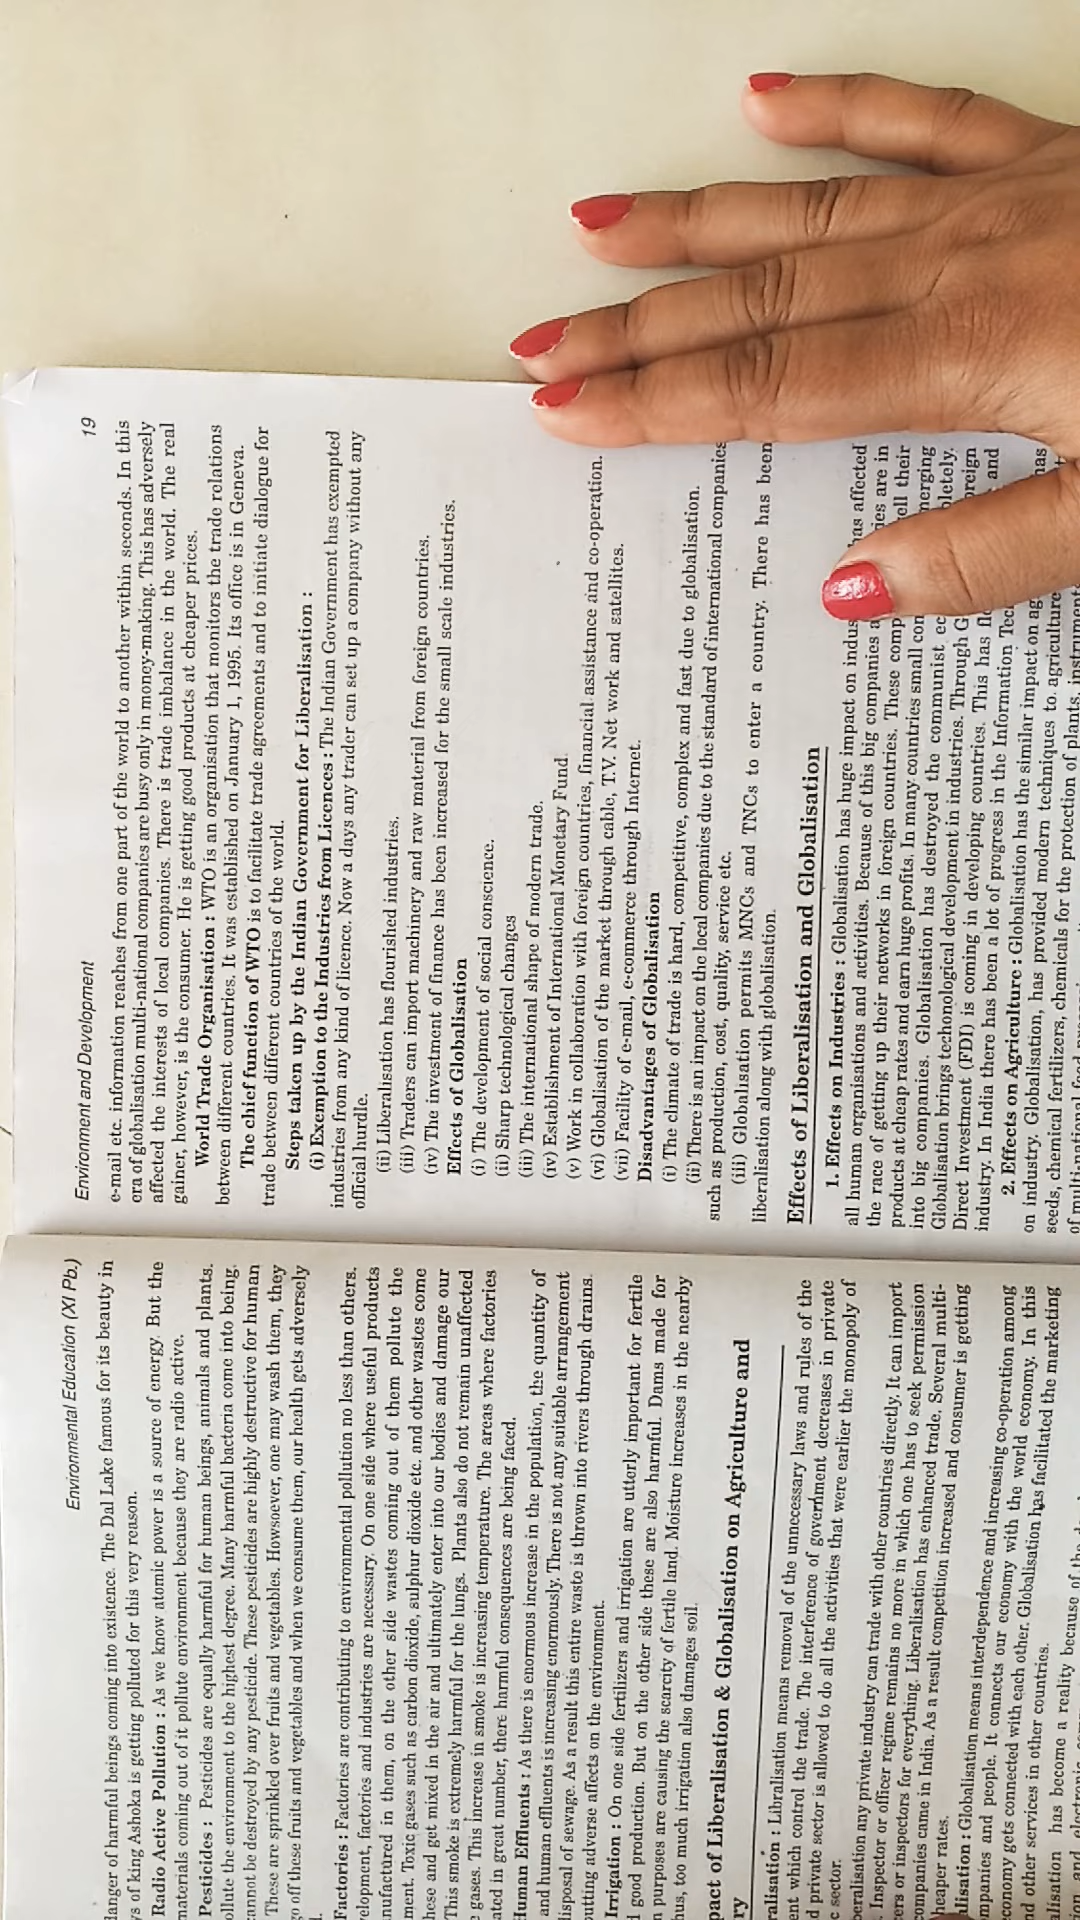 Environmental Education (XI Pb.)
danger of harmful beings coming into existence. The Dal Lake famous for its beauty in
of king Ashoka is getting polluted for this very reason.
Radio Active Pollution : As we know atomic power is a source of energy. But the
materials coming out of it pollute environment because they are radio active.
Pesticides : Pesticides are equally harmful for human beings, animals and plants.
the environment to the highest degree. Many harmful bacteria come into being.
cannot be destroyed by any pesticide. These pesticides are highly destructive for human
These are sprinkled over fruits and vegetables. Howsoever, one may wash them, they
off these fruits and vegetables and when we consume them, our health gets adversely
Factories : Factories are contributing to environmental pollution no less than others.
factories and industries are necessary. On one side where useful products
in them, on the other side wastes coming out of them pollute the
Toxic gases such as carbon dioxide, sulphur dioxide etc. and other wastes come
and get mixed in the air and ultimately enter into our bodies and damage our
This smoke is extremely harmful for the lungs. Plants also do not remain unaffected
gases. This increase in smoke is increasing temperature. The areas where factories
in great number, there harmful consequences are being faced.
Human Effluents : As there is enormous increase in the population, the quantity of
and human effluents is increasing enormously. There is not any suitable arrangement
of sewage. As a result this entire waste is thrown into rivers through drains.
adverse affects on the environment.
Irrigation : On one side fertilizers and irrigation are utterly important for fertile
good production. But on the other side these are also harmful. Dams made for
purposes are causing the scarcity of fertile land. Moisture increases in the nearby
too much irrigation also damages soil.
of Liberalisation & Globalisation on Agriculture and
: Libralisation means removal of the unnecessary laws and rules of the
which control the trade. The interference of government decreases in private
private sector is allowed to do all the activities that were earlier the monopoly of
sector.
any private industry can trade with other countries directly. It can import
Inspector or officer regime remains no more in which one has to seek permission
or inspectors for everything. Liberalisation has enhanced trade. Several multi-
companies came in India. As a result competition increased and consumer is getting
rates.
: Globalisation means interdependence and increasing co-operation among
and people. It connects our economy with the world economy. In this
economy gets connected with each other. Globalisation has facilitated the marketing
and other services in other countries.
has become a reality because of
Environment and Development 19
e-mail etc. information reaches from one part of the world to another within seconds. In this
era of globalisation multi-national companies are busy only in money-making. This has adversely
affected the interests of local companies. There is trade imbalance in the world. The real
gainer, however, is the consumer. He is getting good products at cheaper prices.
World Trade Organisation : WTO is an organisation that monitors the trade relations
between different countries. It was established on January 1, 1995. Its office is in Geneva.
The chief function of WTO is to facilitate trade agreements and to initiate dialogue for
trade between different countries of the world.
Steps taken up by the Indian Government for Liberalisation :
(i) Exemption to the Industries from Licences : The Indian Government has exempted
industries from any kind of licence. Now a days any trader can set up a company without any
official hurdle.
(ii) Liberalisation has flourished industries.
(iii) Traders can import machinery and raw material from foreign countries.
(iv) The investment of finance has been increased for the small scale industries.
Effects of Globalisation
(i) The development of social conscience.
(ii) Sharp technological changes
(iii) The international shape of modern trade.
(iv) Establishment of International Monetary Fund.
(v) Work in collaboration with foreign countries, financial assistance and co-operation.
(vi) Globalisation of the market through cable, T.V. Net work and satellites.
(vii) Facility of e-mail, e-commerce through Internet.
Disadvantages of Globalisation
(i) The climate of trade is hard, competitive, complex and fast due to globalisation.
(ii) There is an impact on the local companies due to the standard of international companies
such as production, cost, quality, service etc.
(iii) Globalisation permits MNCs and TNCs to enter a country. There has been
liberalisation along with globalisation.
Effects of Liberalisation and Globalisation
1. Effects on Industries : Globalisation has huge impact on has affected
all human organisations and activities. Because of this big companies are in
the race of getting up their networks in foreign countries. These their
products at cheap rates and earn huge profits. In many countries small
into big companies. Globalisation has destroyed the communist
Globalisation brings techonological development in industries. Through
Direct Investment (FDI) is coming in developing countries. This has and
industry. In India there has been a lot of progress in the Information
2. Effects on Agriculture : Globalisation has the similar impact on has
on industry. Globalisation, has provided modern techniques to agriculture
seeds, chemical fertilizers, chemicals for the protection of plants, instruments